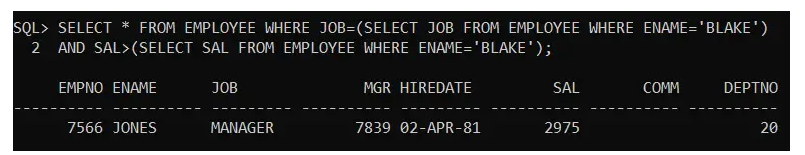 SQL> SELECT * FROM EMPLOYEE WHERE JOB=(SELECT JOB FROM EMPLOYEE WHERE ENAME='BLAKE')
  2  AND SAL>(SELECT SAL FROM EMPLOYEE WHERE ENAME='BLAKE');

     EMPNO ENAME      JOB              MGR HIREDATE         SAL       COMM     DEPTNO
---------- ---------- --------- ---------- --------- ---------- ---------- ----------
      7566 JONES      MANAGER         7839 02-APR-81       2975                    20